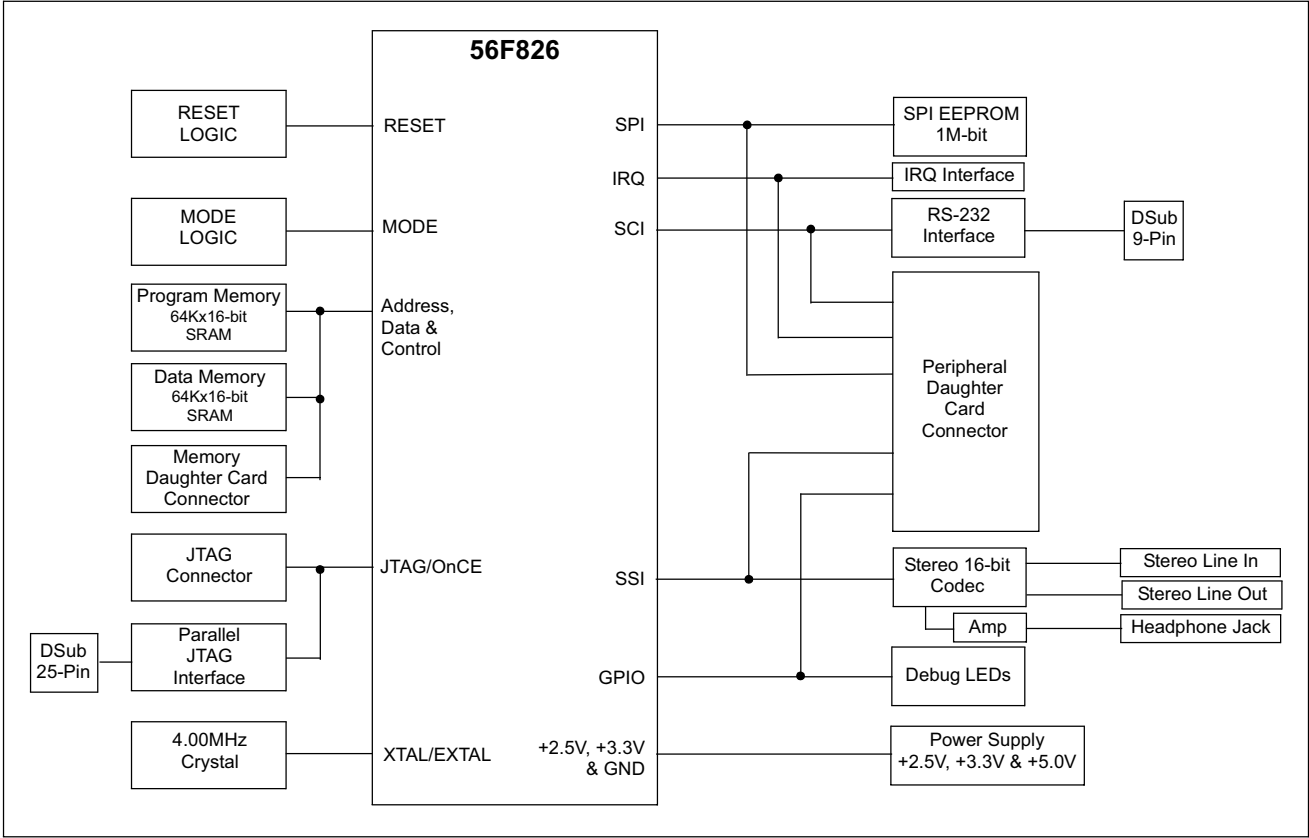 56F826
RESET
LOGIC
RESET
MODE
LOGIC
MODE
Program Memory
64Kx16-bit
SRAM
Address,
Data &
Control
Data Memory
64Kx16-bit
SRAM
Memory
Daughter Card
Connector
JTAG
Connector
JTAG/OnCE
DSub
25-Pin
Parallel
JTAG
Interface
4.00MHz
Crystal
XTAL/EXTAL
SPI
SPI EEPROM
1M-bit
IRQ
IRQ Interface
SCI
RS-232
Interface
DSub
9-Pin
Peripheral
Daughter
Card
Connector
SSI
Stereo 16-bit
Codec
Stereo Line In
Stereo Line Out
Amp
Headphone Jack
GPIO
Debug LEDs
+2.5V, +3.3V
& GND
Power Supply
+2.5V, +3.3V & +5.0V